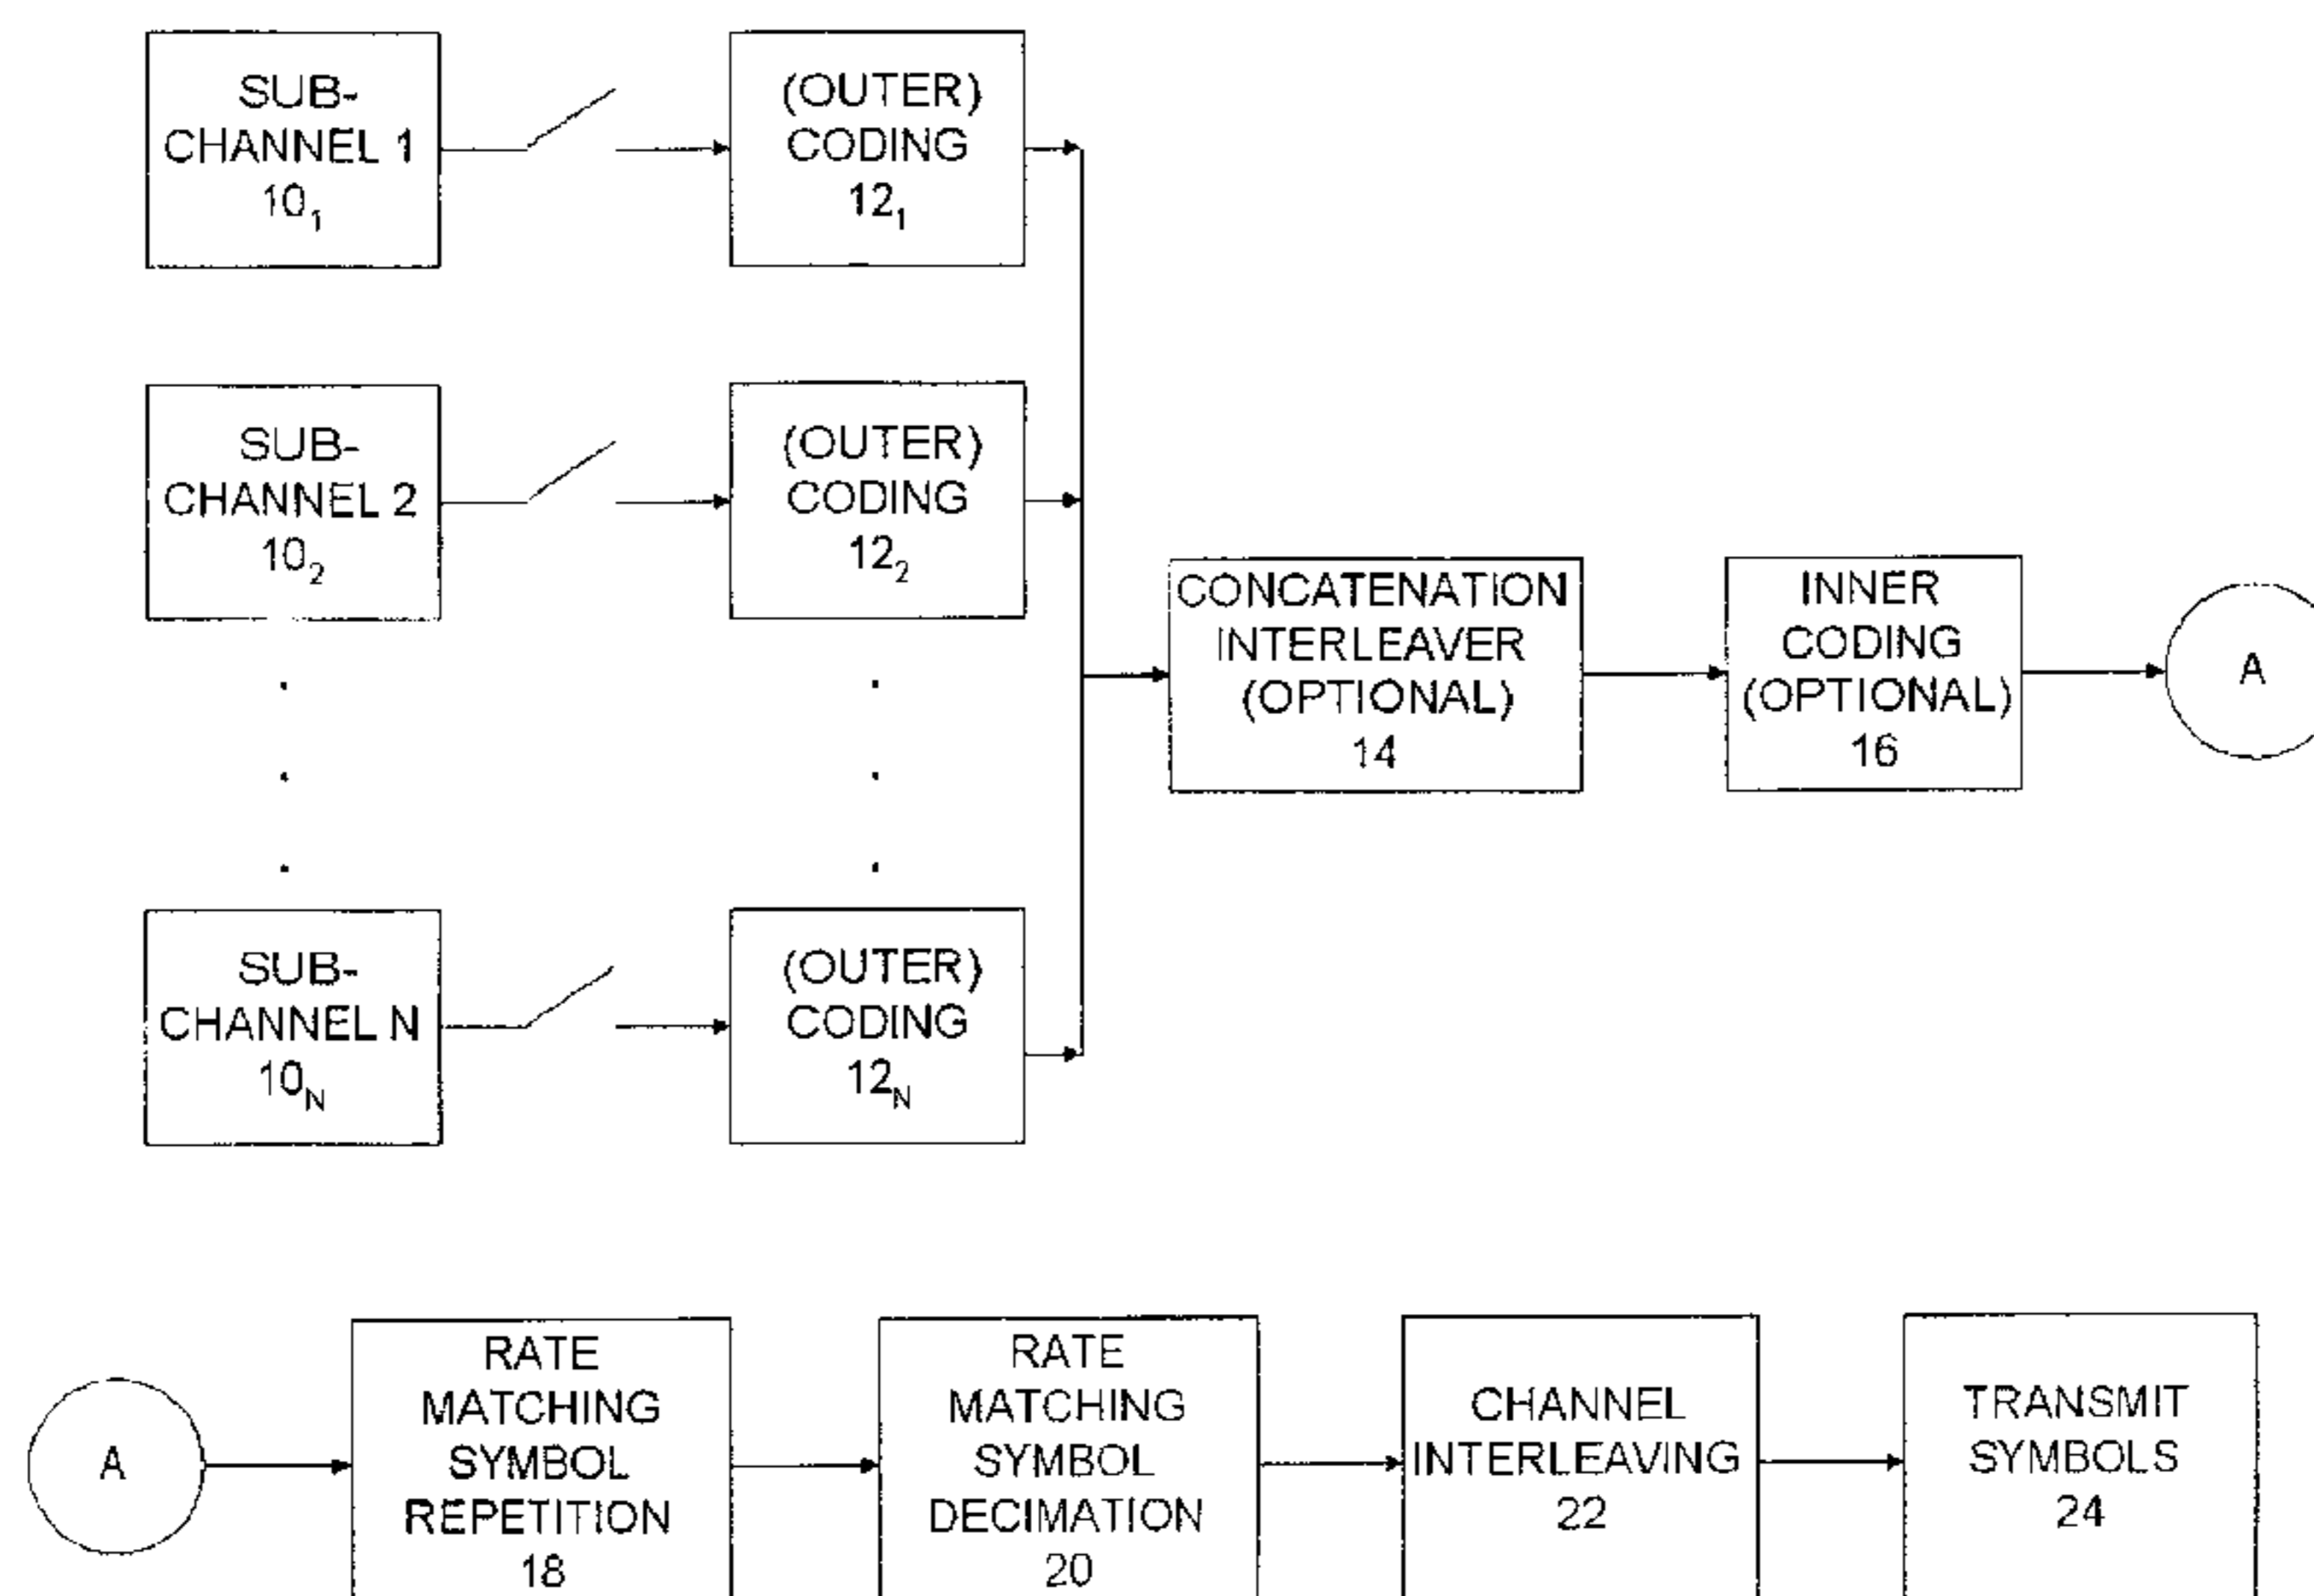 SUB-
CHANNEL 1
10₁
(OUTER)
CODING
12₁
SUB-
CHANNEL 2
10₂
(OUTER)
CODING
12₂
CONCATENATION
INTERLEAVER
(OPTIONAL)
14
INNER
CODING
(OPTIONAL)
16
A
SUB-
CHANNEL N
10N
(OUTER)
CODING
12N
A
RATE
MATCHING
SYMBOL
REPETITION
18
RATE
MATCHING
SYMBOL
DECIMATION
20
CHANNEL
INTERLEAVING
22
TRANSMIT
SYMBOLS
24